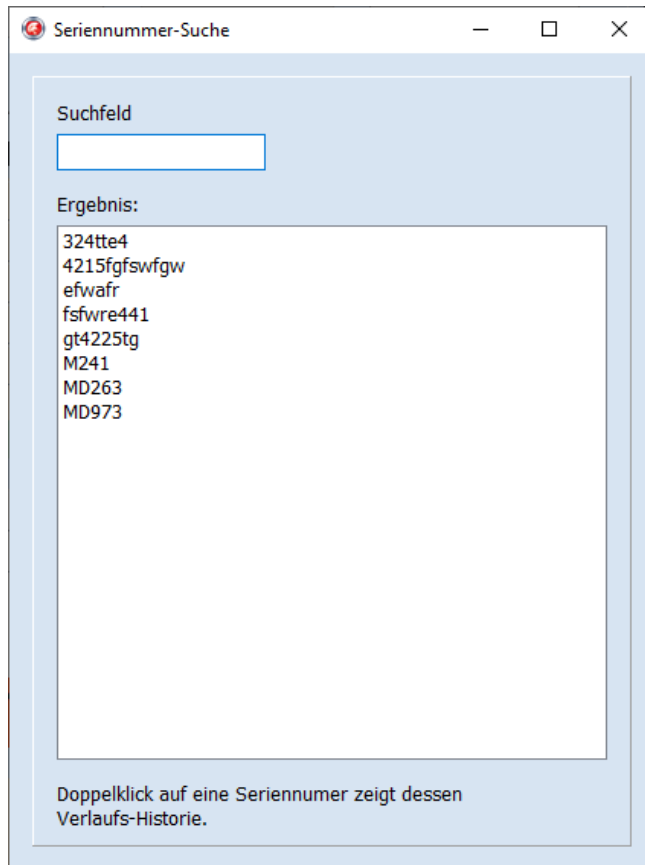 Seriennummer-Suche
Suchfeld
Ergebnis:
324tte4
4215fgfswfgw
efwafr
fsfwre441
gt4225tg
M241
MD263
MD973
Doppelklick auf eine Seriennumer zeigt dessen
Verlaufs-Historie.